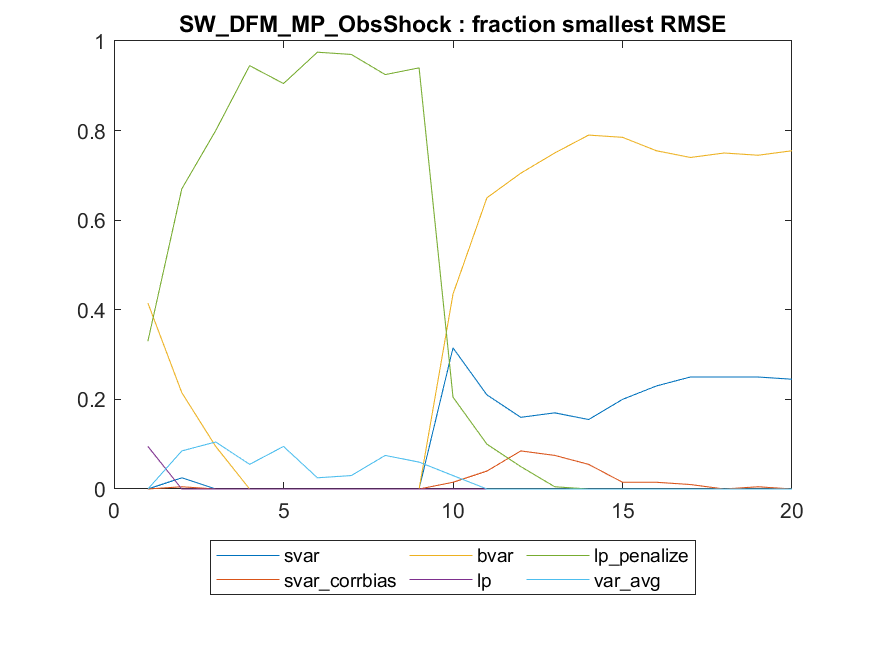 SW_DFM_MP_ObsShock : fraction smallest RMSE
1
0.8
0.6
0.4
0.2
0
0 5 10 15 20
svar bvar lp_penalize
svar_corrbias lp var_avg